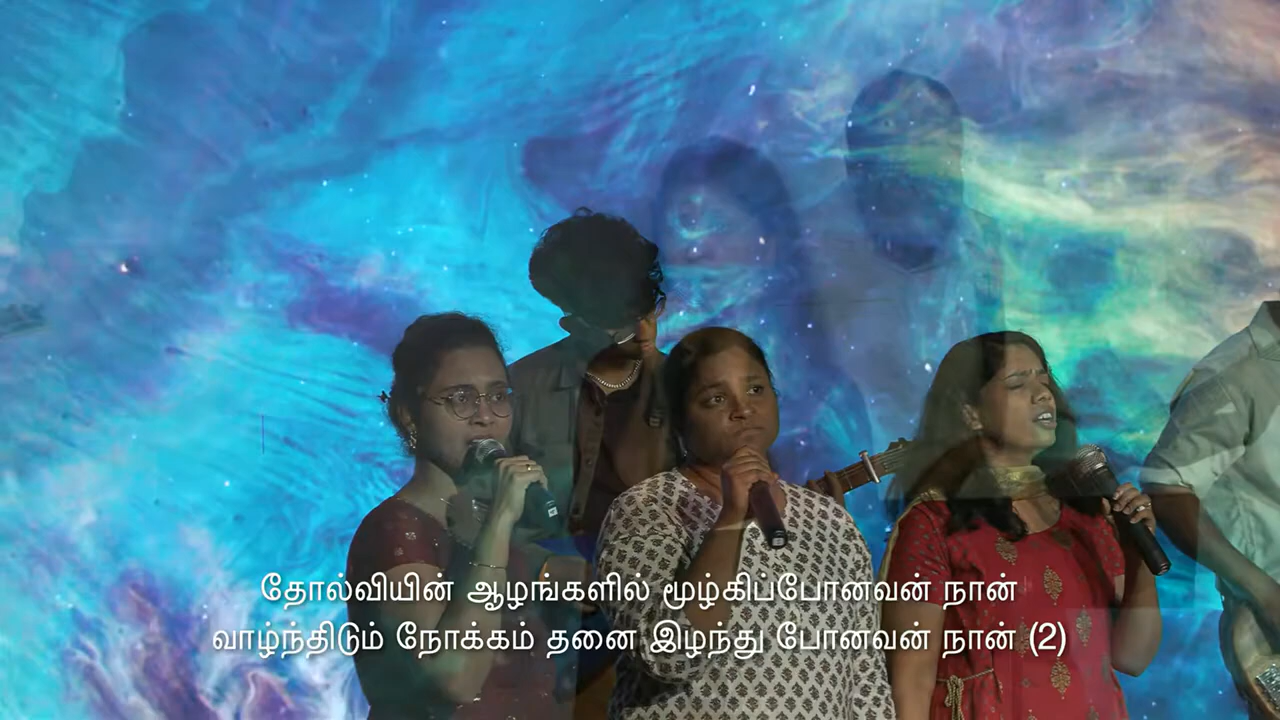 தோல்வியின் ஆழங்களில் மூழ்கிப்போனவன் நான்
வாழ்ந்திடும் நோக்கம் தனை இழந்து போனவன் நான் (2)